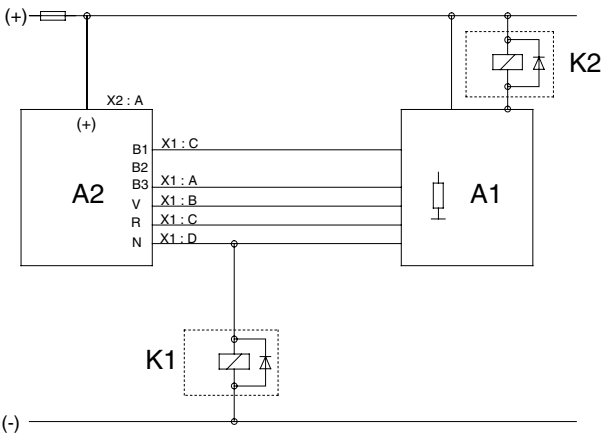 (+)
K2
X2 : A
(+)
B1 X1 : C
B2
B3 X1 : A
A2
A1
V X1 : B
R X1 : C
N X1 : D
K1
(-)